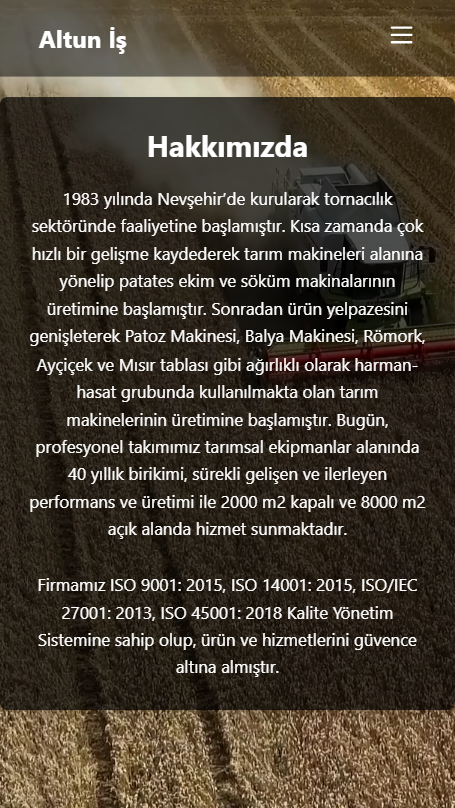 Altun İş
Hakkımızda
1983 yılında Nevşehir’de kurularak tornacılık
sektöründe faaliyetine başlamıştır. Kısa zamanda çok
hızlı bir gelişme kaydederek tarım makineleri alanına
yönelip patates ekim ve söküm makinalarının
üretimine başlamıştır. Sonradan ürün yelpazesini
genişleterek Patoz Makinesi, Balya Makinesi, Römork,
Ayçiçek ve Mısır tablası gibi ağırlıklı olarak harman-
hasat grubunda kullanılmakta olan tarım
makinelerinin üretimine başlamıştır. Bugün,
profesyonel takımımız tarımsal ekipmanlar alanında
40 yıllık birikimi, sürekli gelişen ve ilerleyen
performans ve üretimi ile 2000 m2 kapalı ve 8000 m2
açık alanda hizmet sunmaktadır.
Firmamız ISO 9001: 2015, ISO 14001: 2015, ISO/IEC
27001: 2013, ISO 45001: 2018 Kalite Yönetim
Sistemine sahip olup, ürün ve hizmetlerini güvence
altına almıştır.